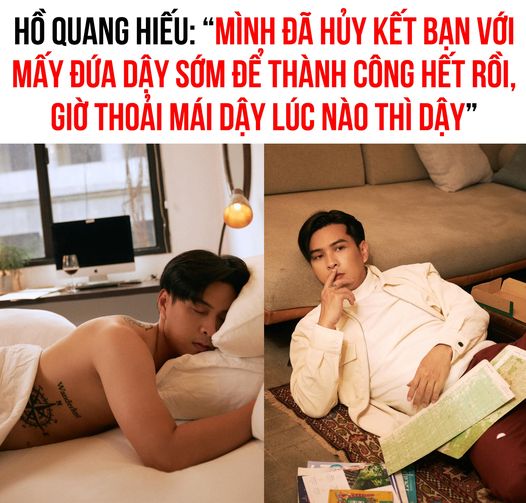 HỒ QUANG HIẾU: “MÌNH ĐÃ HỦY KẾT BẠN VỚI
MẤY ĐỨA DẬY SỚM ĐỂ THÀNH CÔNG HẾT RỒI,
GIỜ THOẢI MÁI DẬY LÚC NÀO THÌ DẬY”
Wanderlust